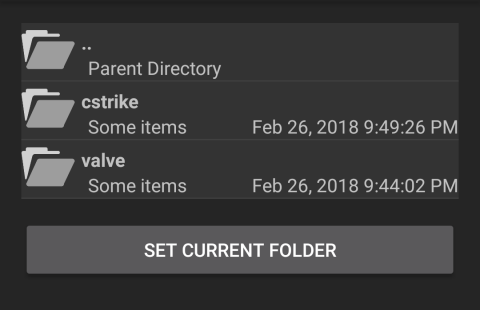 ..
Parent Directory
cstrike
Some items Feb 26, 2018 9:49:26 PM
valve
Some items Feb 26, 2018 9:44:02 PM
SET CURRENT FOLDER